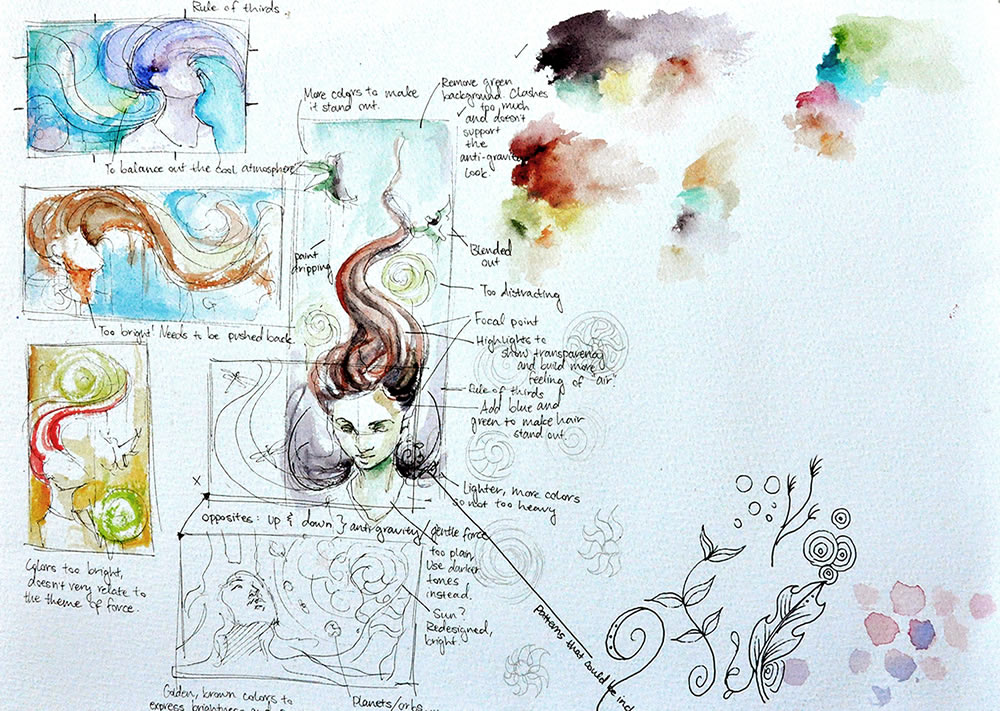 Rule of thirds.
More colors to make
it stand out.
Remove green
background. Clashes
too much
and doesn't
support
the
anti-gravity
look.
To balance out the cool atmosphere
paint
dripping
Blended
out
Too distracting
Too bright! Needs to be pushed back.
Focal point
Highlights to
show transparency
and build more
feeling of "air"
Rule of thirds
Add blue and
green to make hair
stand out.
Lighter, more colors
so not too heavy
X
Opposites: up & down } anti-gravity / gentle force
Colors too bright,
doesn't very relate to
the theme of force.
too plain
Use darker
tones
instead.
Sun?
Redesigned,
bright.
Patterns that could be
Golden, brown colors to
express brightness
Planets/orbs...